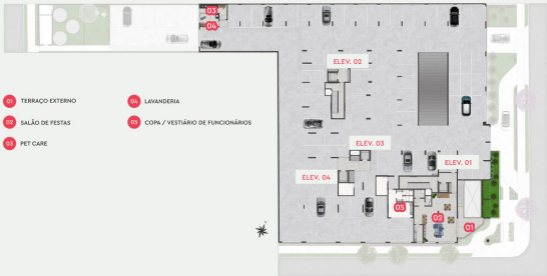 03
04
ELEV. 02
01 TERRAÇO EXTERNO
04 LAVANDERIA
02 SALÃO DE FESTAS
05 COPA / VESTIÁRIO DE FUNCIONÁRIOS
03 PET CARE
ELEV. 03
ELEV. 01
ELEV. 04
05
02
01